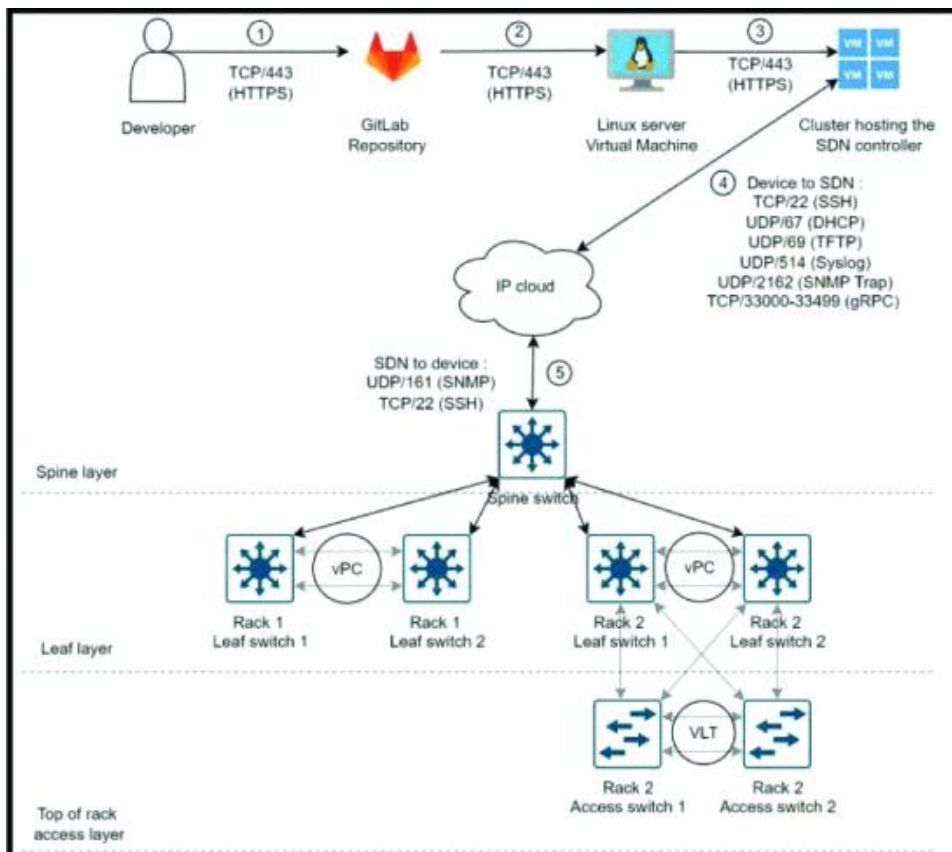 1
TCP/443
(HTTPS)
2
TCP/443
(HTTPS)
3
TCP/443
(HTTPS)
Developer
GitLab
Repository
Linux server
Virtual Machine
VM
VM
VM
VM
Cluster hosting the
SDN controller
4
Device to SDN :
TCP/22 (SSH)
UDP/67 (DHCP)
UDP/69 (TFTP)
UDP/514 (Syslog)
UDP/2162 (SNMP Trap)
TCP/33000-33499 (gRPC)
IP cloud
SDN to device :
UDP/161 (SNMP)
TCP/22 (SSH)
5
Spine layer
Spine switch
vPC
vPC
Rack 1
Leaf switch 1
Rack 1
Leaf switch 2
Rack 2
Leaf switch 1
Rack 2
Leaf switch 2
Leaf layer
VLT
Rack 2
Access switch 1
Rack 2
Access switch 2
Top of rack
access layer